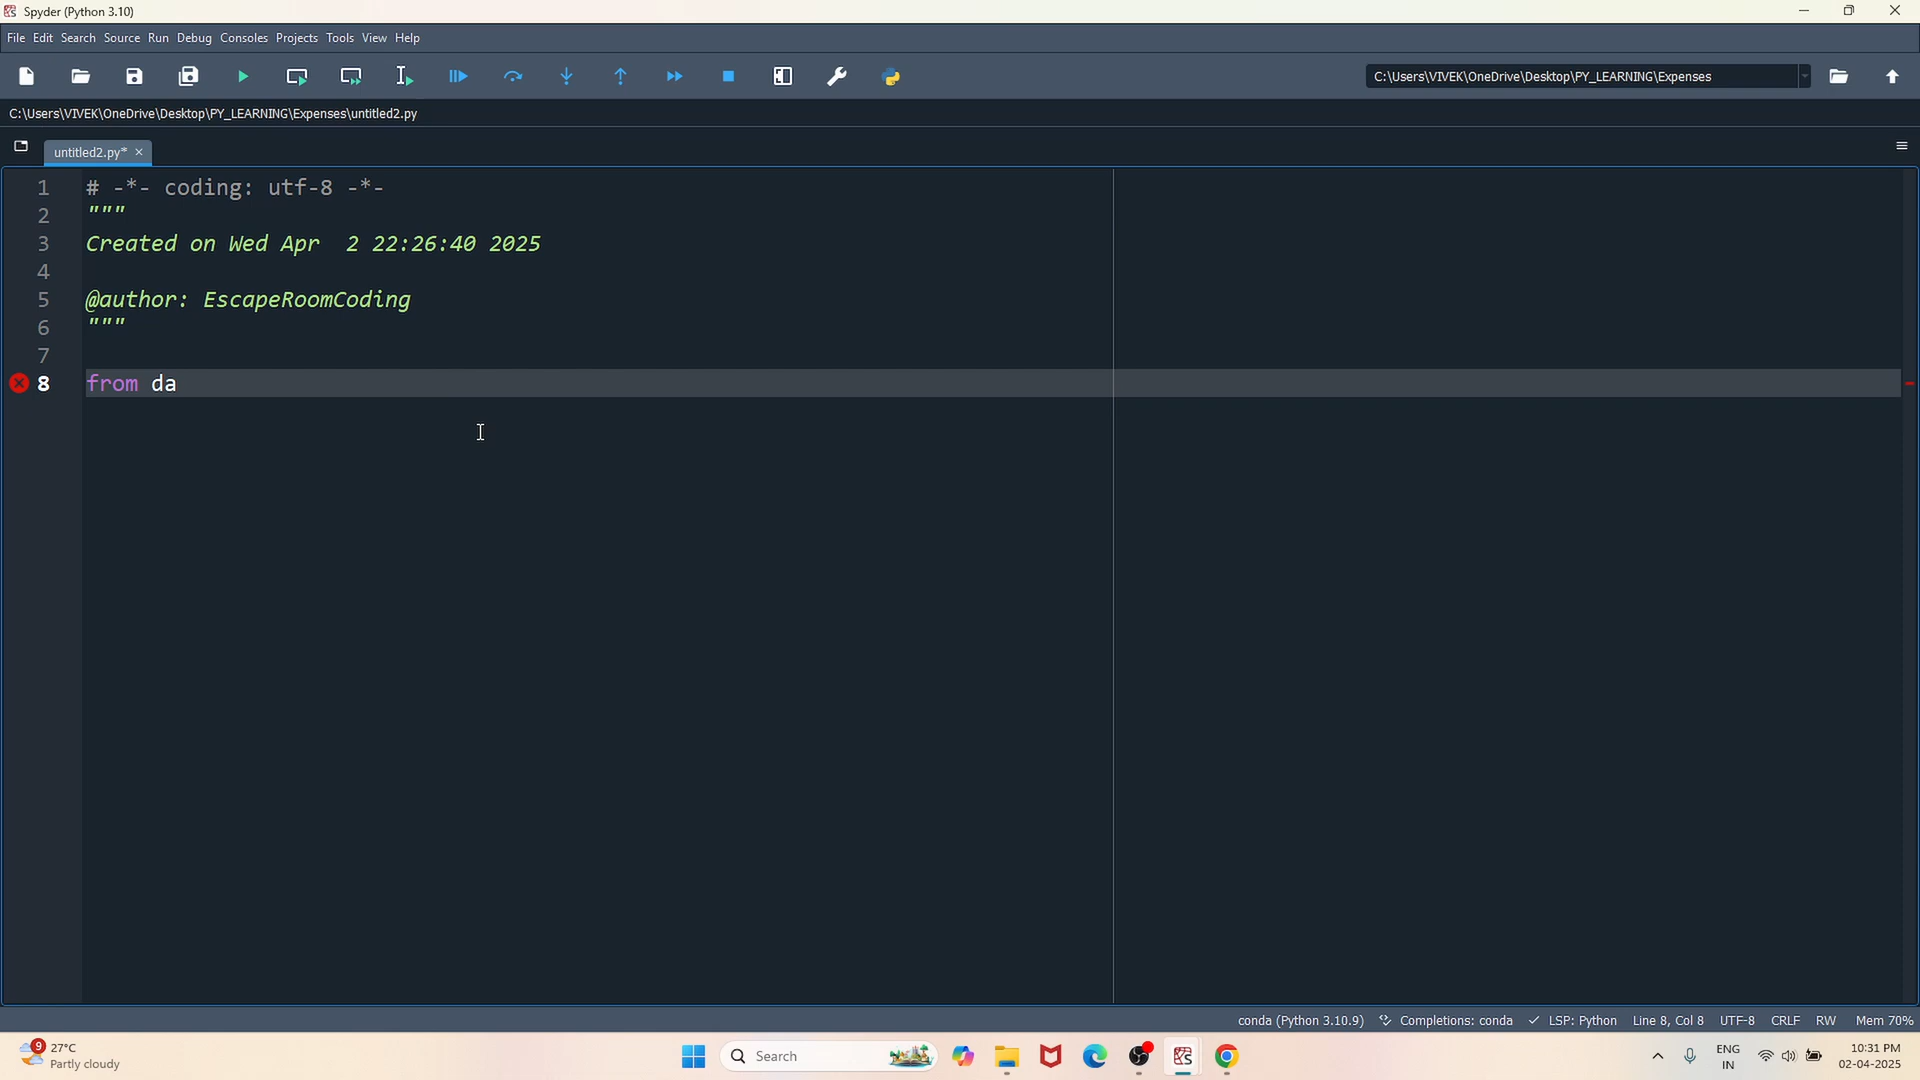 Spyder (Python 3.10)
File Edit Search Source Run Debug Consoles Projects Tools View Help
C:\Users\VIVEK\OneDrive\Desktop\PY_LEARNING\Expenses
C:\Users\VIVEK\OneDrive\Desktop\PY_LEARNING\Expenses\untitled2.py
untitled2.py*
1 # -*- coding: utf-8 -*-
2 """
3 Created on Wed Apr  2 22:26:40 2025
4
5 @author: EscapeRoomCoding
6 """
7
8 from da
conda (Python 3.10.9) Completions: conda LSP: Python Line 8, Col 8 UTF-8 CRLF RW Mem 70%
9 27°C
Partly cloudy
Search
ENG
IN
10:31 PM
02-04-2025